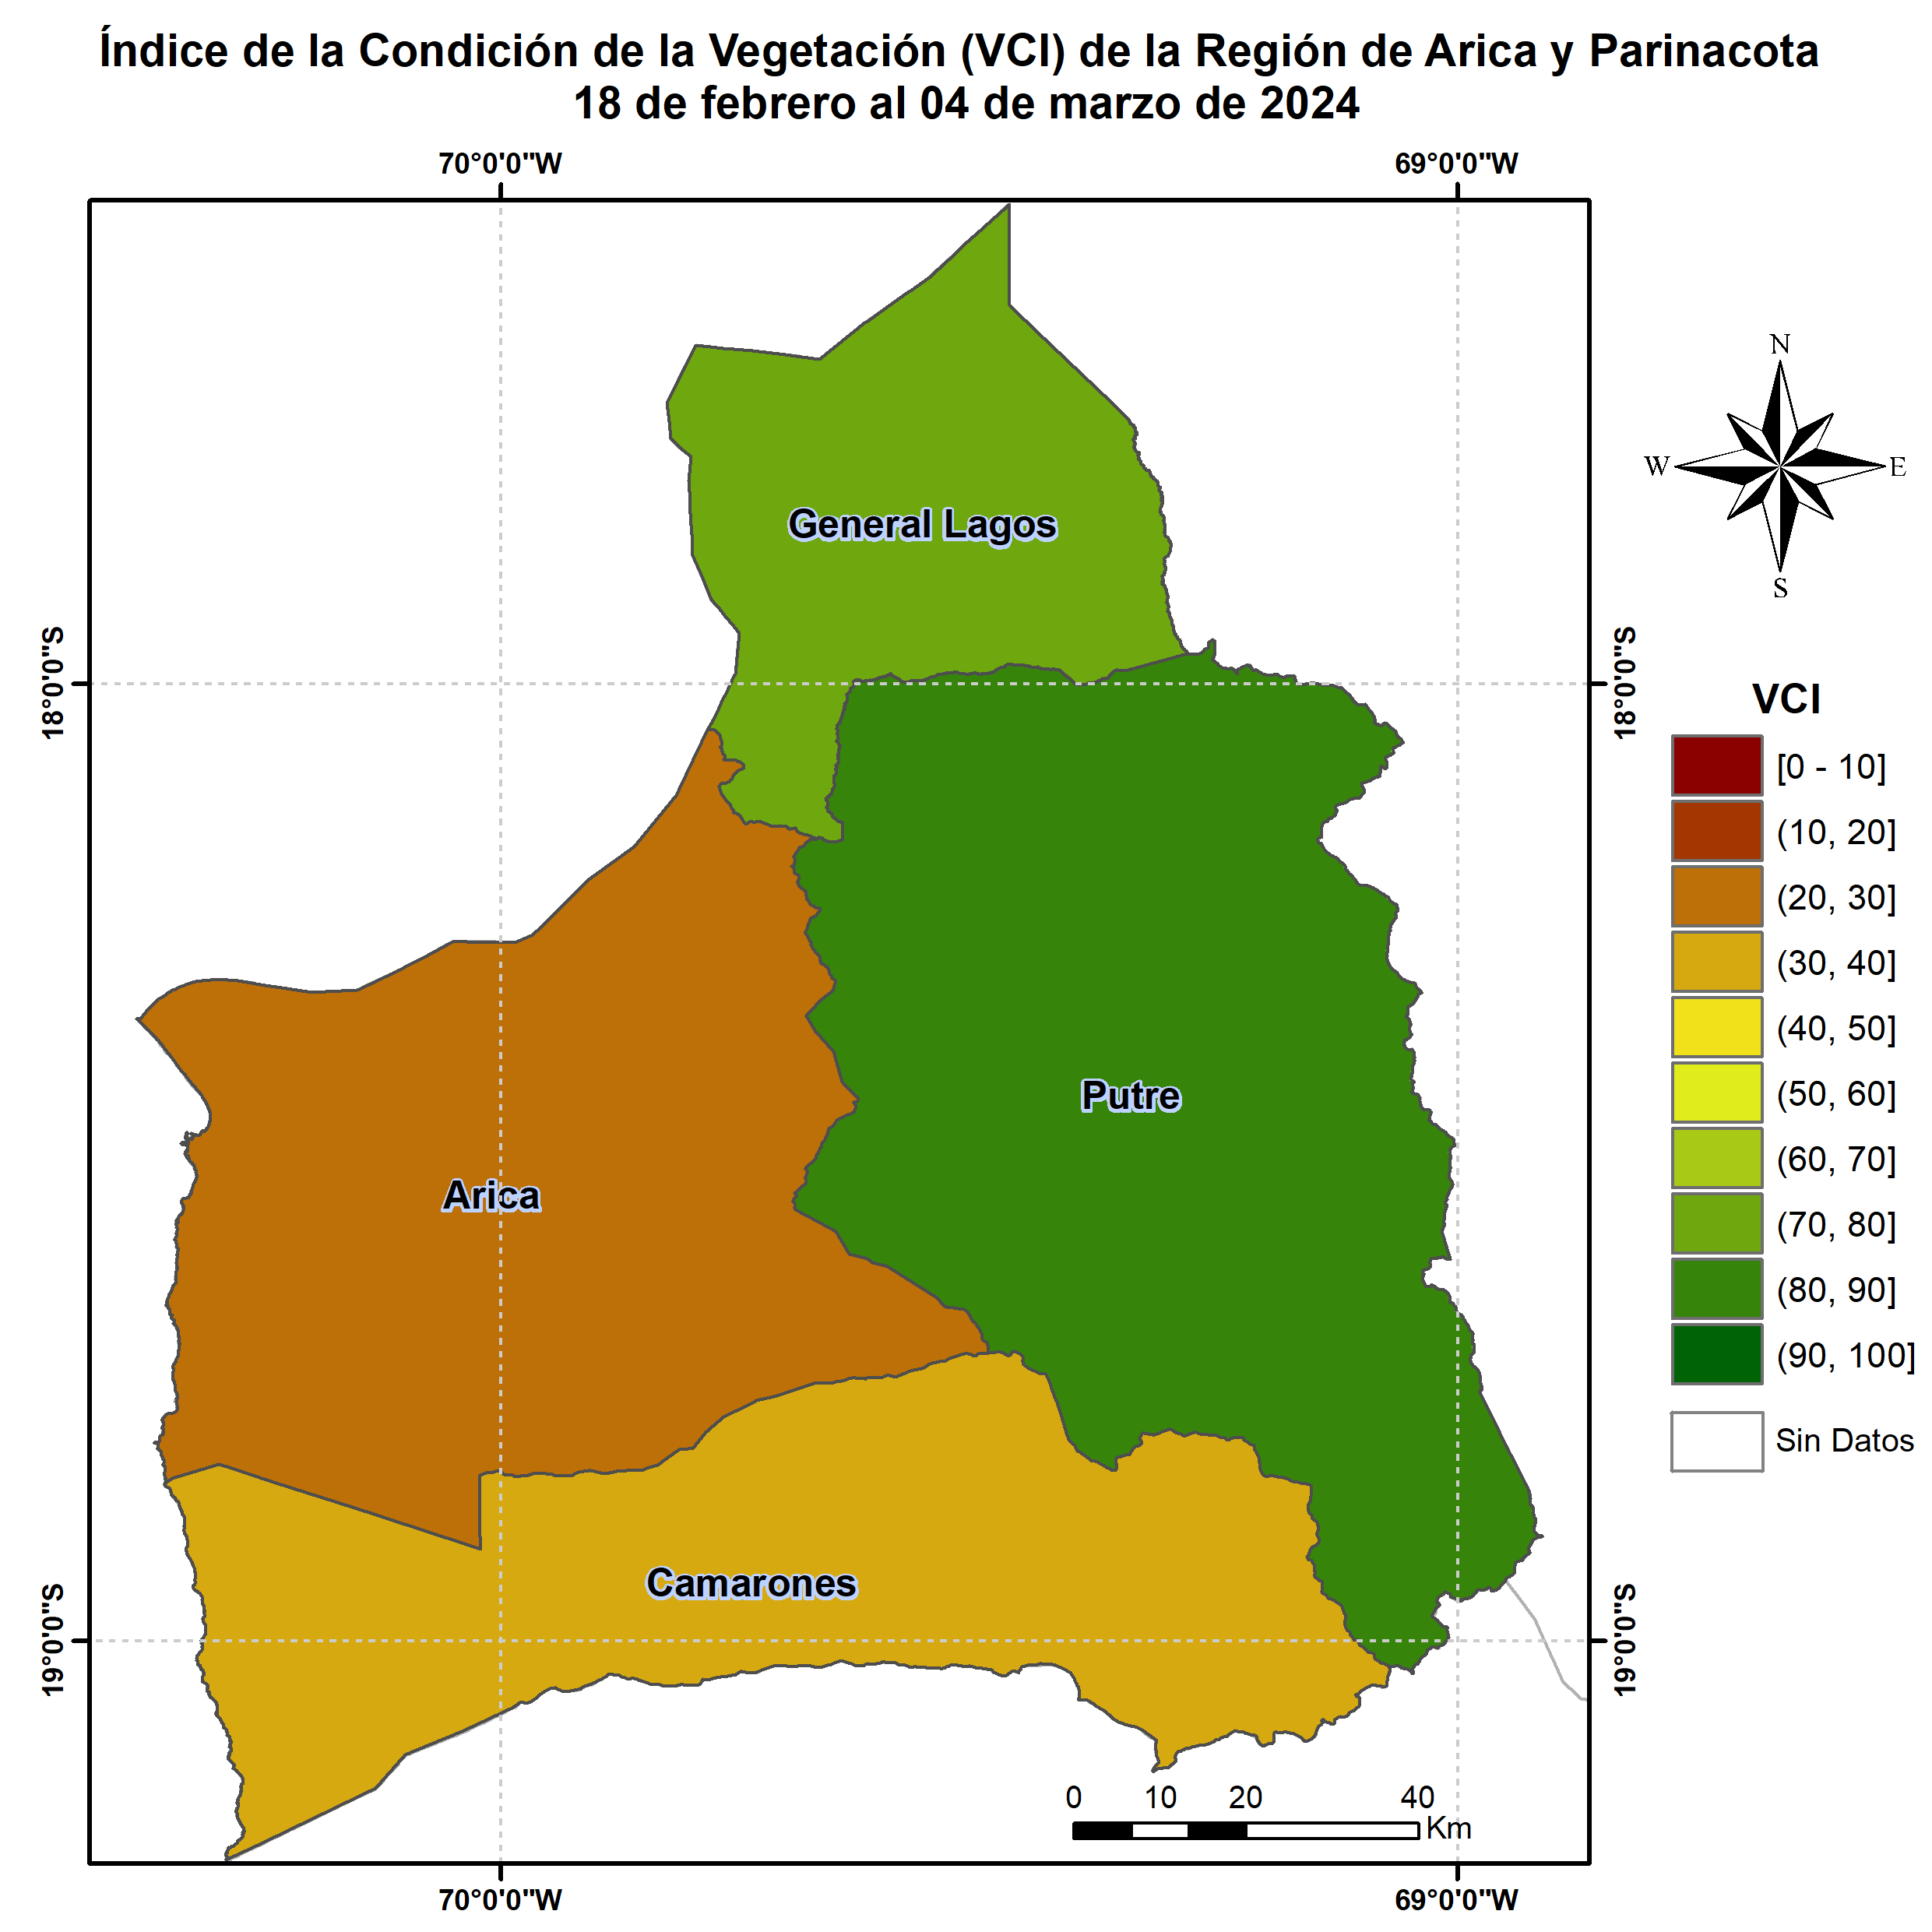 Índice de la Condición de la Vegetación (VCI) de la Región de Arica y Parinacota
18 de febrero al 04 de marzo de 2024
70°0'0"W
69°0'0"W
N
W
E
S
General Lagos
18°0'0"S
18°0'0"S
VCI
[0 - 10]
(10, 20]
(20, 30]
(30, 40]
(40, 50]
(50, 60]
(60, 70]
(70, 80]
(80, 90]
(90, 100]
Sin Datos
Putre
Arica
Camarones
19°0'0"S
19°0'0"S
0 10 20 40
Km
70°0'0"W
69°0'0"W